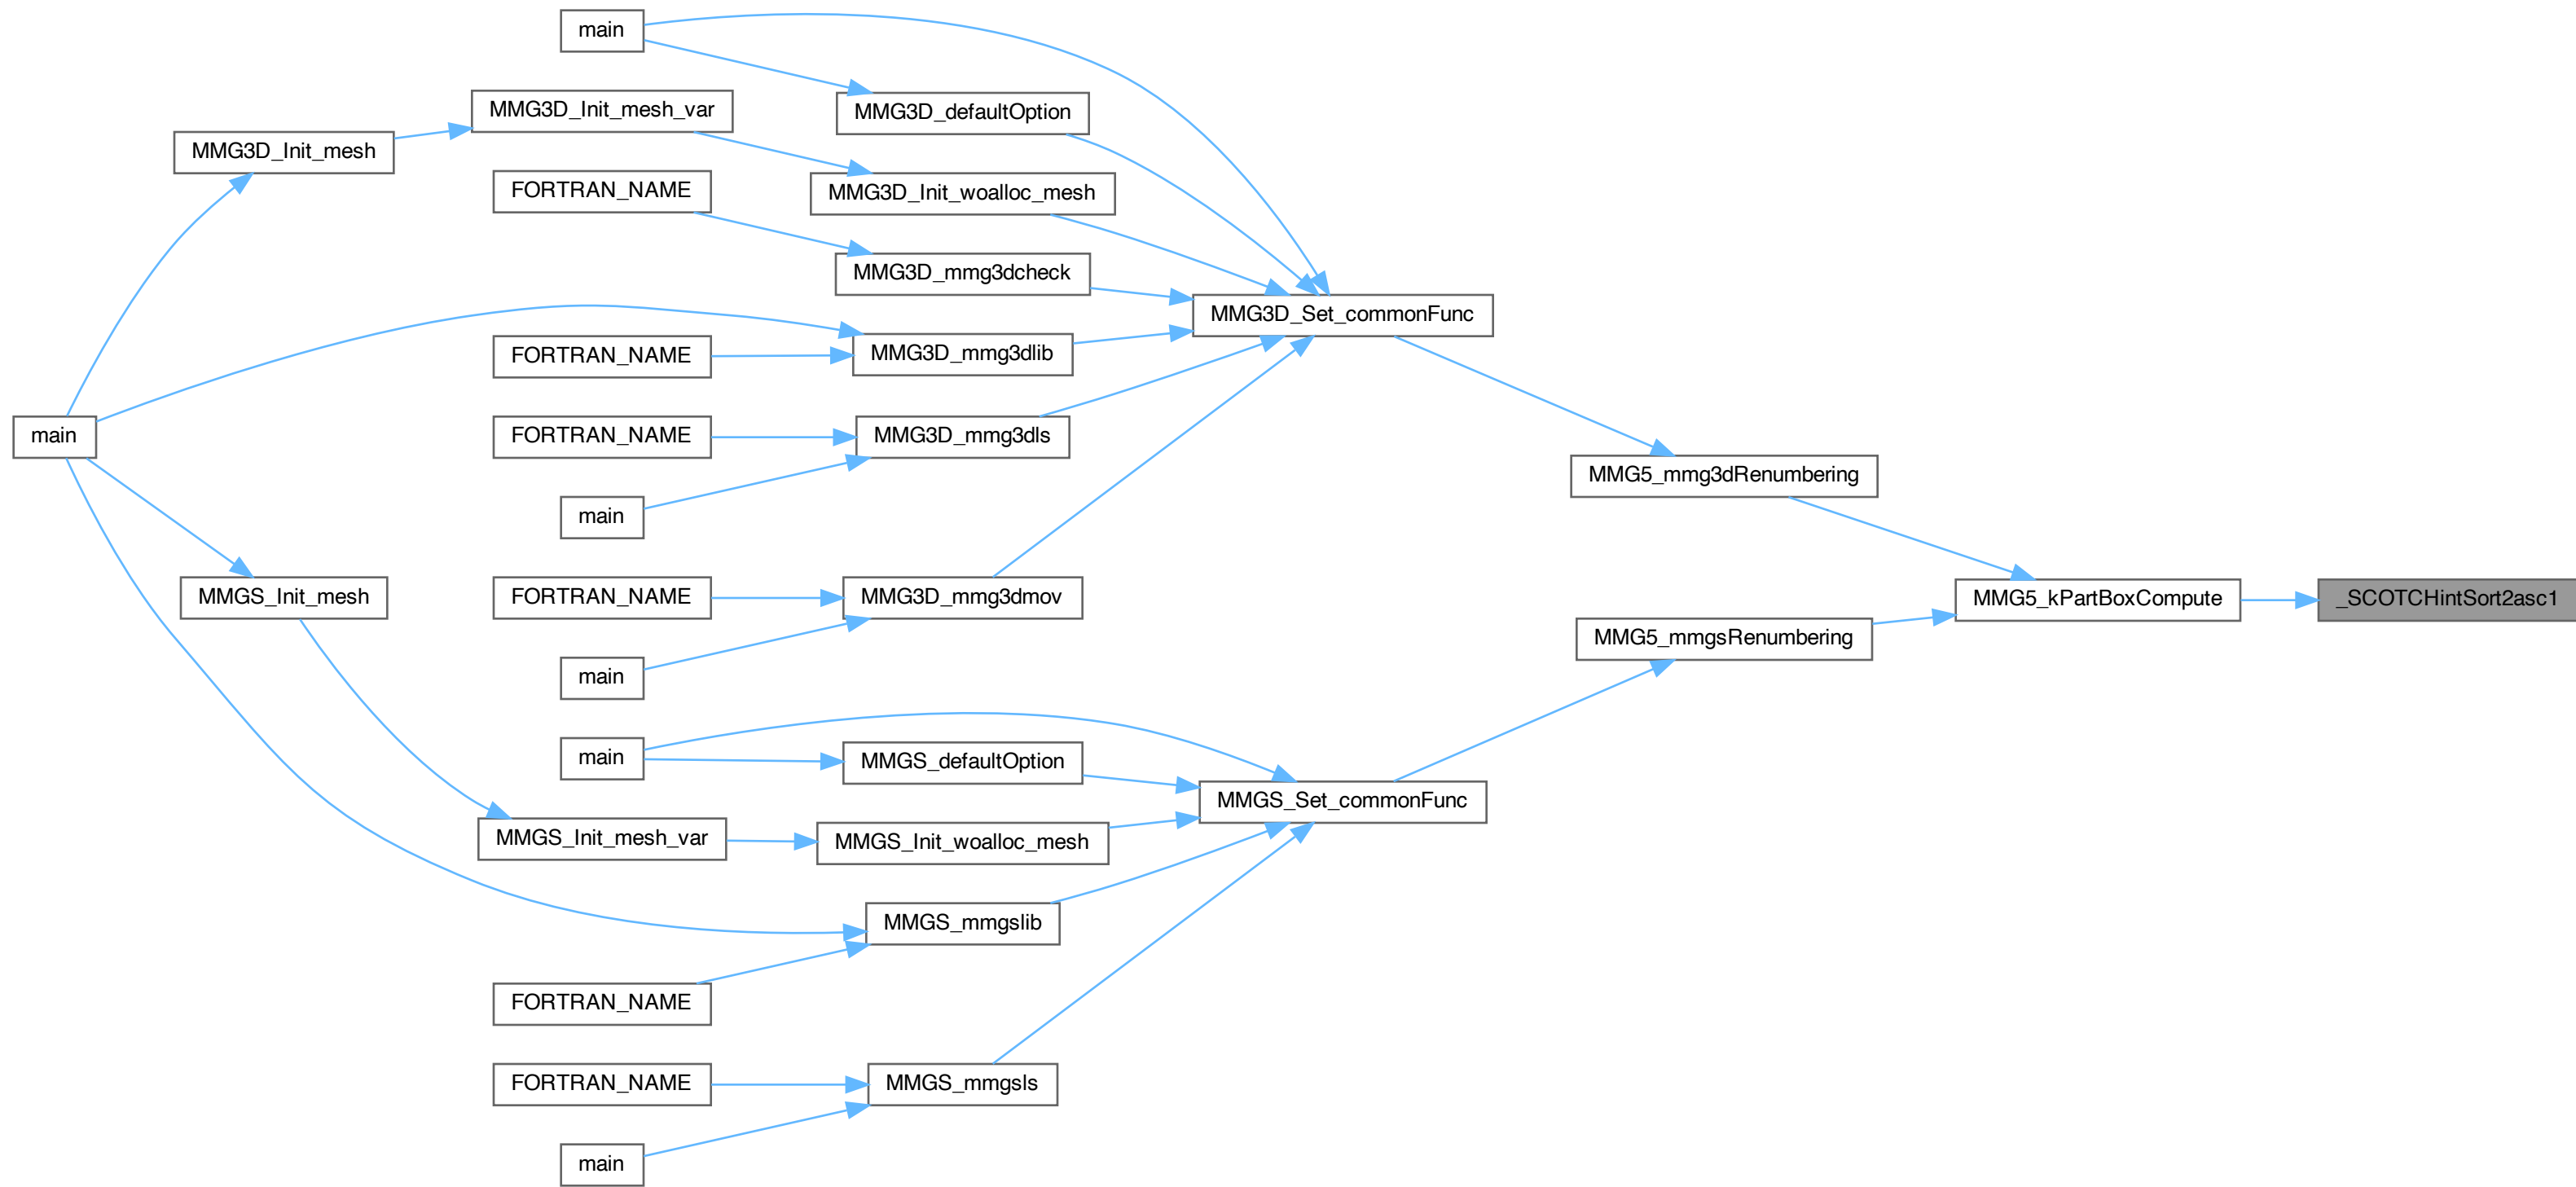 main
MMG3D_Init_mesh_var
MMG3D_defaultOption
MMG3D_Init_mesh
FORTRAN_NAME
MMG3D_Init_woalloc_mesh
MMG3D_mmg3dcheck
MMG3D_Set_commonFunc
FORTRAN_NAME
MMG3D_mmg3dlib
main
FORTRAN_NAME
MMG3D_mmg3dls
MMG5_mmg3dRenumbering
main
MMGS_Init_mesh
FORTRAN_NAME
MMG3D_mmg3dmov
MMG5_kPartBoxCompute
_SCOTCHintSort2asc1
MMG5_mmgsRenumbering
main
main
MMGS_defaultOption
MMGS_Set_commonFunc
MMGS_Init_mesh_var
MMGS_Init_woalloc_mesh
MMGS_mmgslib
FORTRAN_NAME
FORTRAN_NAME
MMGS_mmgsls
main